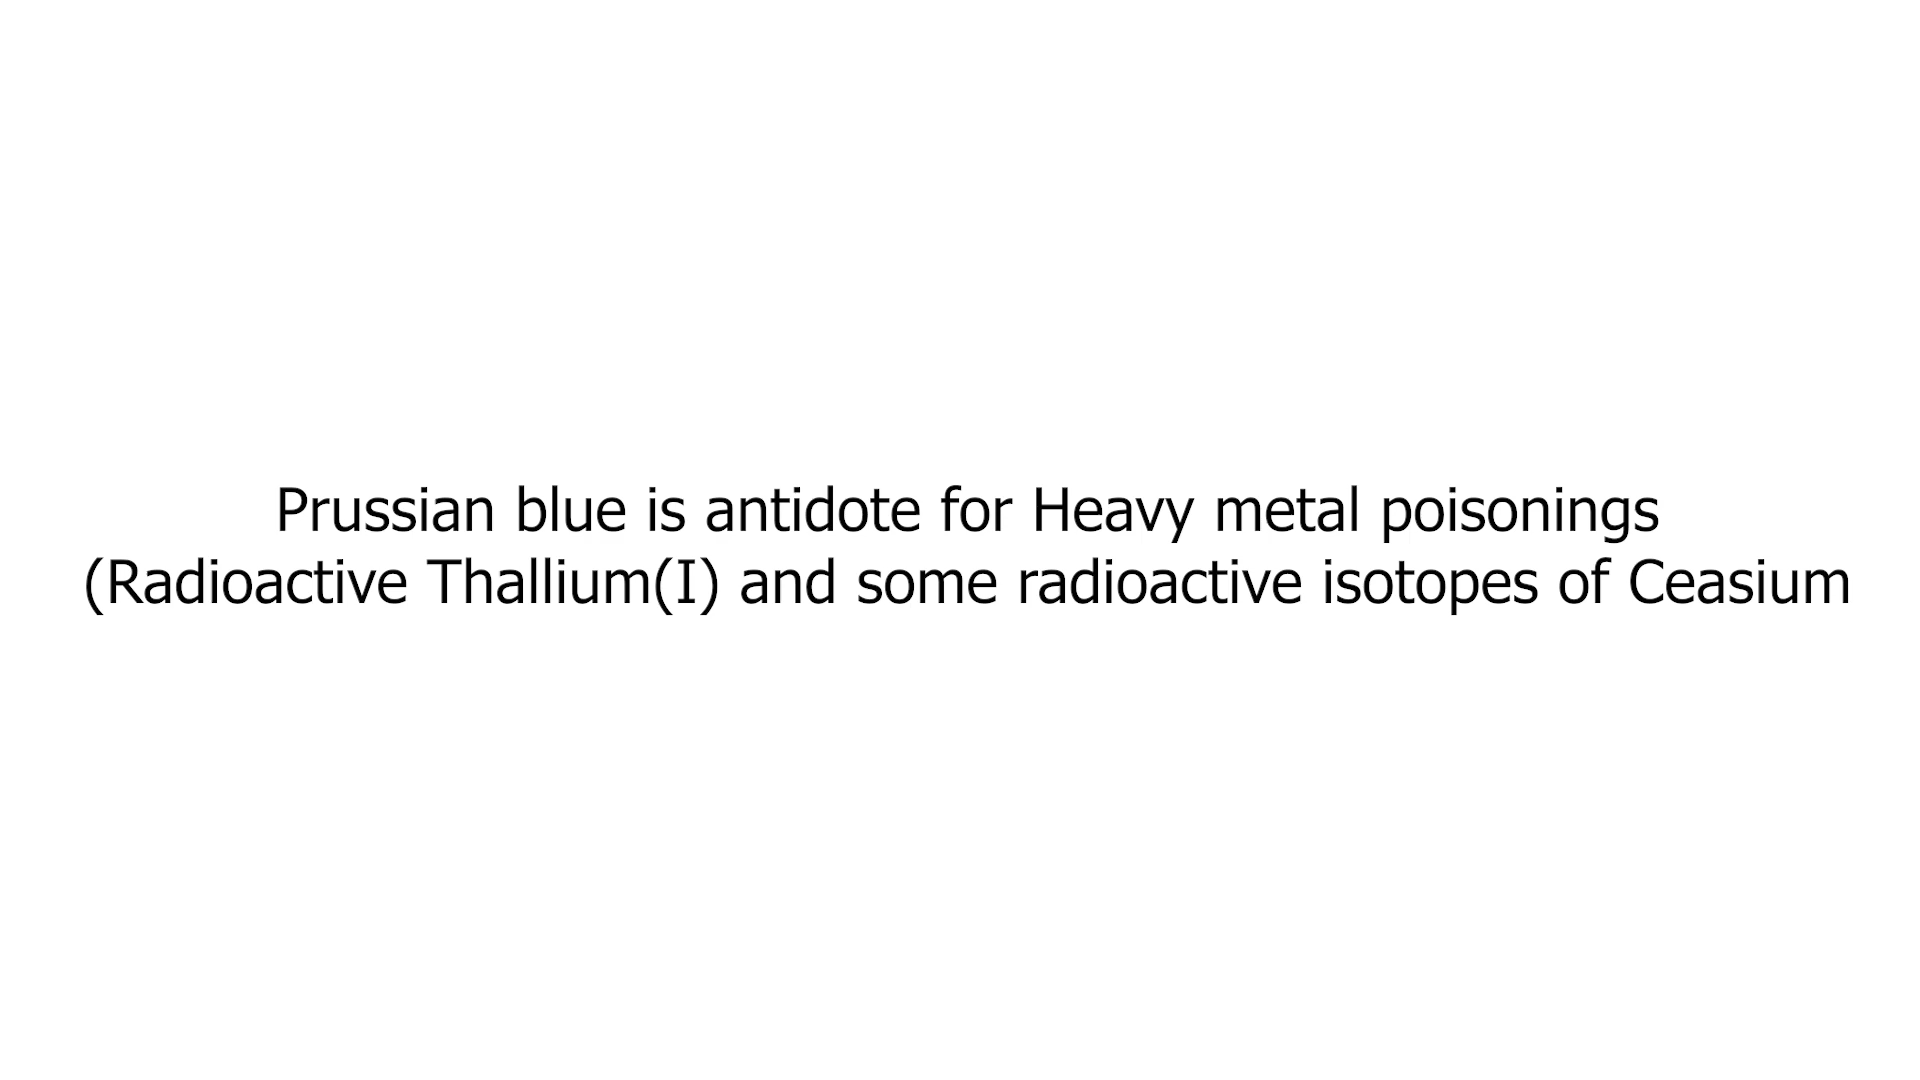 Prussian blue is antidote for Heavy metal poisonings
(Radioactive Thallium(I) and some radioactive isotopes of Ceasium